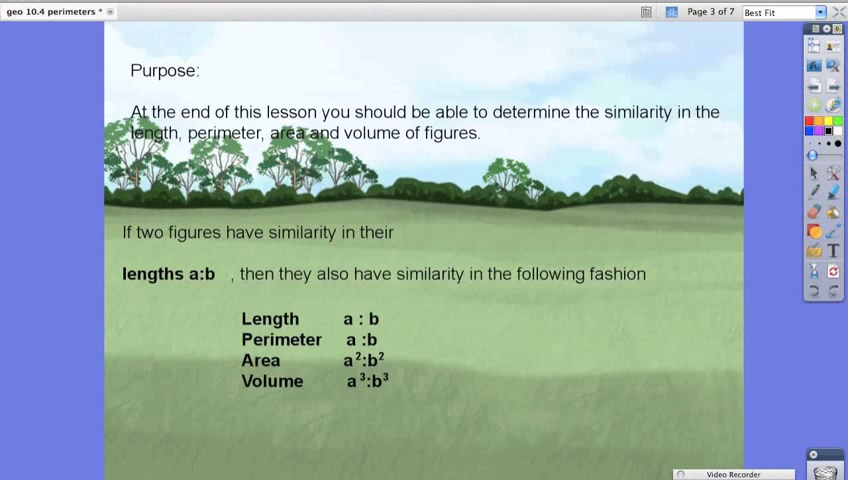 geo 10.4 perimeters *
Page 3 of 7
Best Fit
Purpose:
At the end of this lesson you should be able to determine the similarity in the
length, perimeter, area and volume of figures.
If two figures have similarity in their
lengths a:b , then they also have similarity in the following fashion
Length a : b
Perimeter a :b
Area a²:b²
Volume a³:b³
T
Video Recorder